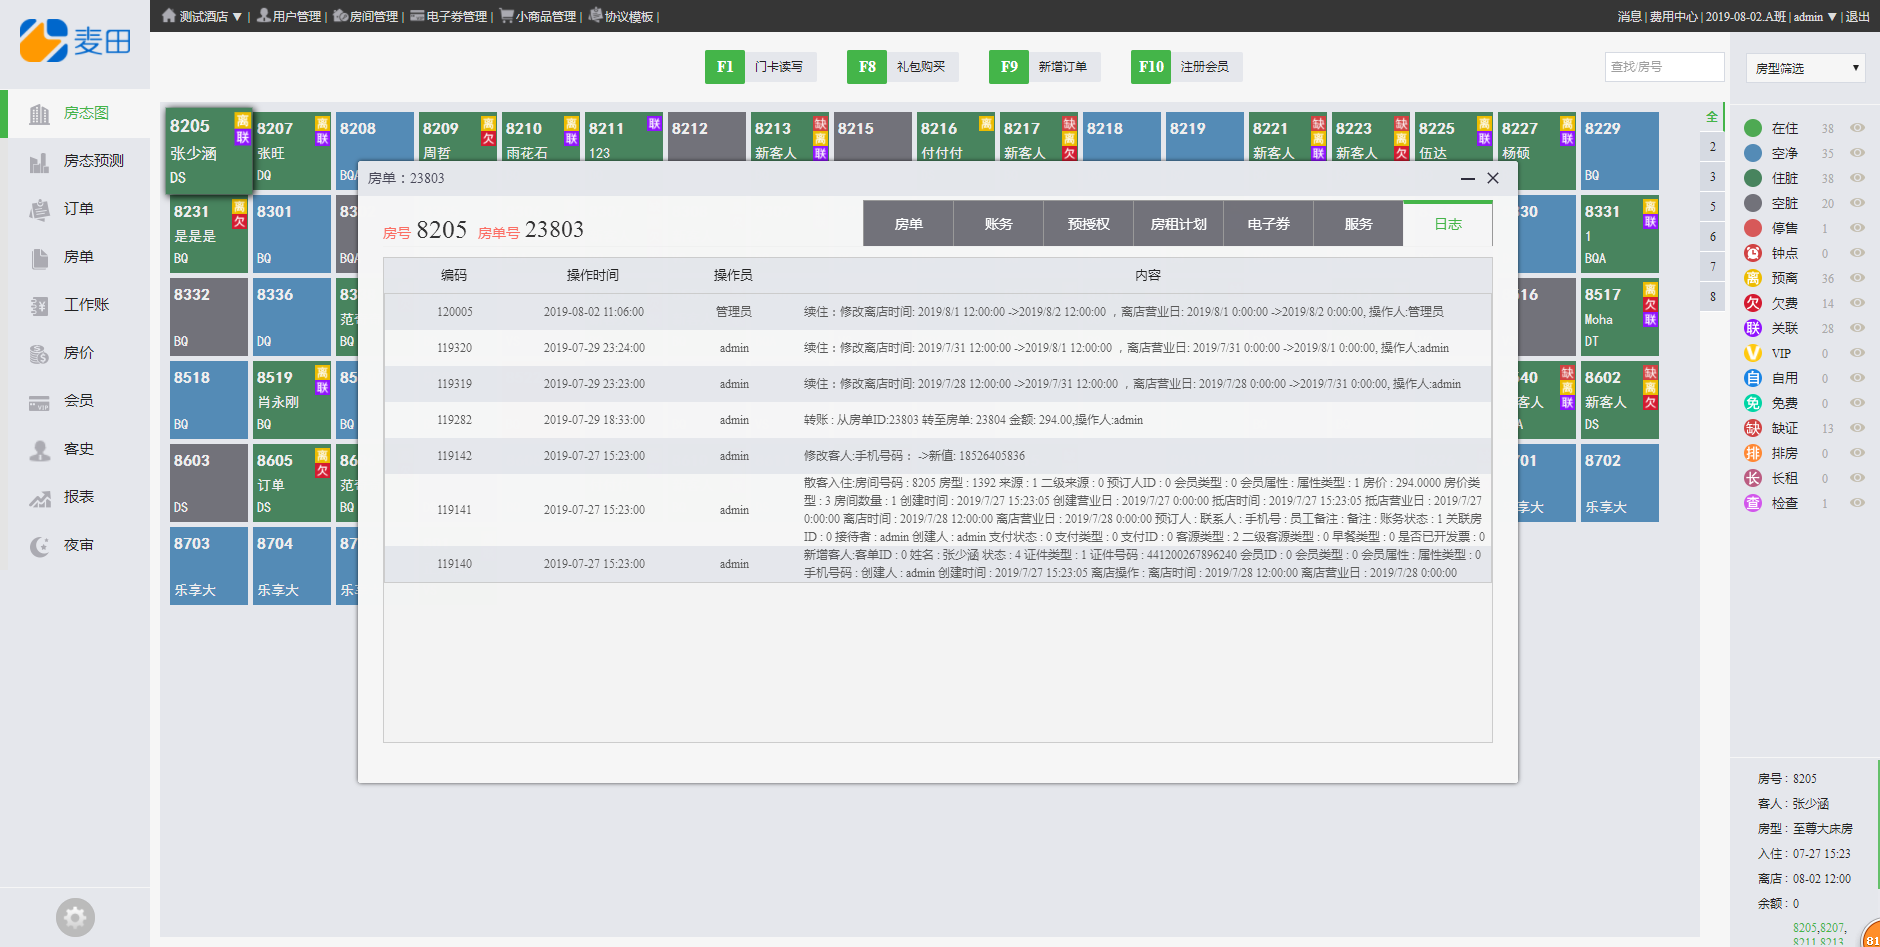 麦田
测试酒店 ▼ | 用户管理 | 房间管理 | 电子券管理 | 小商品管理 | 协议模板 |
消息 | 费用中心 | 2019-08-02.A班 | admin ▼ | 退出
F1 门卡读写
F8 礼包购买
F9 新增订单
F10 注册会员
查找/房号
房型筛选
房态图
房态预测
订单
房单
工作账
房价
会员
客史
报表
夜审
8205 离 联
张少涵
DS
8207 离 联
张旺
DQ
8208
BQA
8209 离 欠
周哲
8210 离 联
雨花石
8211 联
123
8212
8213 缺 离 联
新客人
8215
8216 离
付付付
8217 缺 离 欠
新客人
8218
8219
8221 缺 离 联
新客人
8223 缺 离 欠
新客人
8225 离 联
伍达
8227 离 联
杨硕
8229
BQ
8231 离 欠
是是是
BQ
8301
BQ
83
BQA
30
8331 离 联
1
BQA
8332
BQ
8336
DQ
83
BQ
16
8517 离 欠 联
Moha
DT
8518
BQ
8519 离 联
肖永刚
BQ
85
BQ
40 缺 离 联
客人
A
8602 缺 离 欠
新客人
DS
8603
DS
8605 离 欠
订单
DS
86
BQ
01
享大
8702
乐享大
8703
乐享大
8704
乐享大
87
乐享
房单：23803
房号 8205 房单号 23803
房单 账务 预授权 房租计划 电子券 服务 日志
编码 操作时间 操作员 内容
120005 2019-08-02 11:06:00 管理员 续住：修改离店时间: 2019/8/1 12:00:00 ->2019/8/2 12:00:00 ，离店营业日: 2019/8/1 0:00:00 ->2019/8/2 0:00:00, 操作人:管理员
119320 2019-07-29 23:24:00 admin 续住：修改离店时间: 2019/7/31 12:00:00 ->2019/8/1 12:00:00 ，离店营业日: 2019/7/31 0:00:00 ->2019/8/1 0:00:00, 操作人:admin
119319 2019-07-29 23:23:00 admin 续住：修改离店时间: 2019/7/28 12:00:00 ->2019/7/31 12:00:00 ，离店营业日: 2019/7/28 0:00:00 ->2019/7/31 0:00:00, 操作人:admin
119282 2019-07-29 18:33:00 admin 转账 : 从房单ID:23803 转至房单: 23804 金额: 294.00,操作人:admin
119142 2019-07-27 15:23:00 admin 修改客人:手机号码： ->新值: 18526405836
119141 2019-07-27 15:23:00 admin 散客入住:房间号码 : 8205 房型 : 1392 来源 : 1 二级来源 : 0 预订人ID : 0 会员类型 : 0 会员属性 : 属性类型 : 1 房价 : 294.0000 房价类
型 : 3 房间数量 : 1 创建时间 : 2019/7/27 15:23:05 创建营业日 : 2019/7/27 0:00:00 抵店时间 : 2019/7/27 15:23:05 抵店营业日 : 2019/7/27
0:00:00 离店时间 : 2019/7/28 12:00:00 离店营业日 : 2019/7/28 0:00:00 预订人 : 联系人 : 手机号 : 员工备注 : 备注 : 账务状态 : 1 关联房
ID : 0 接待者 : admin 创建人 : admin 支付状态 : 0 支付类型 : 0 支付ID : 0 客源类型 : 2 二级客源类型 : 0 早餐类型 : 0 是否已开发票 : 0
119140 2019-07-27 15:23:00 admin 新增客人:客单ID : 0 姓名 : 张少涵 状态 : 4 证件类型 : 1 证件号码 : 441200267896240 会员ID : 0 会员类型 : 0 会员属性 : 属性类型 : 0
手机号码 : 创建人 : admin 创建时间 : 2019/7/27 15:23:05 离店操作 : 离店时间 : 2019/7/28 12:00:00 离店营业日 : 2019/7/28 0:00:00
全
2
3
5
6
7
8
在住 38
空净 35
住脏 38
空脏 20
停售 1
钟点 0
离 预离 36
欠 欠费 14
联 关联 28
V VIP 0
自 自用 0
免 免费 0
缺 缺证 13
排 排房 0
长 长租 0
查 检查 1
房号：8205
客人：张少涵
房型：至尊大床房
入住：07-27 15:23
离店：08-02 12:00
余额：0
8205,8207,
8211,8213
81